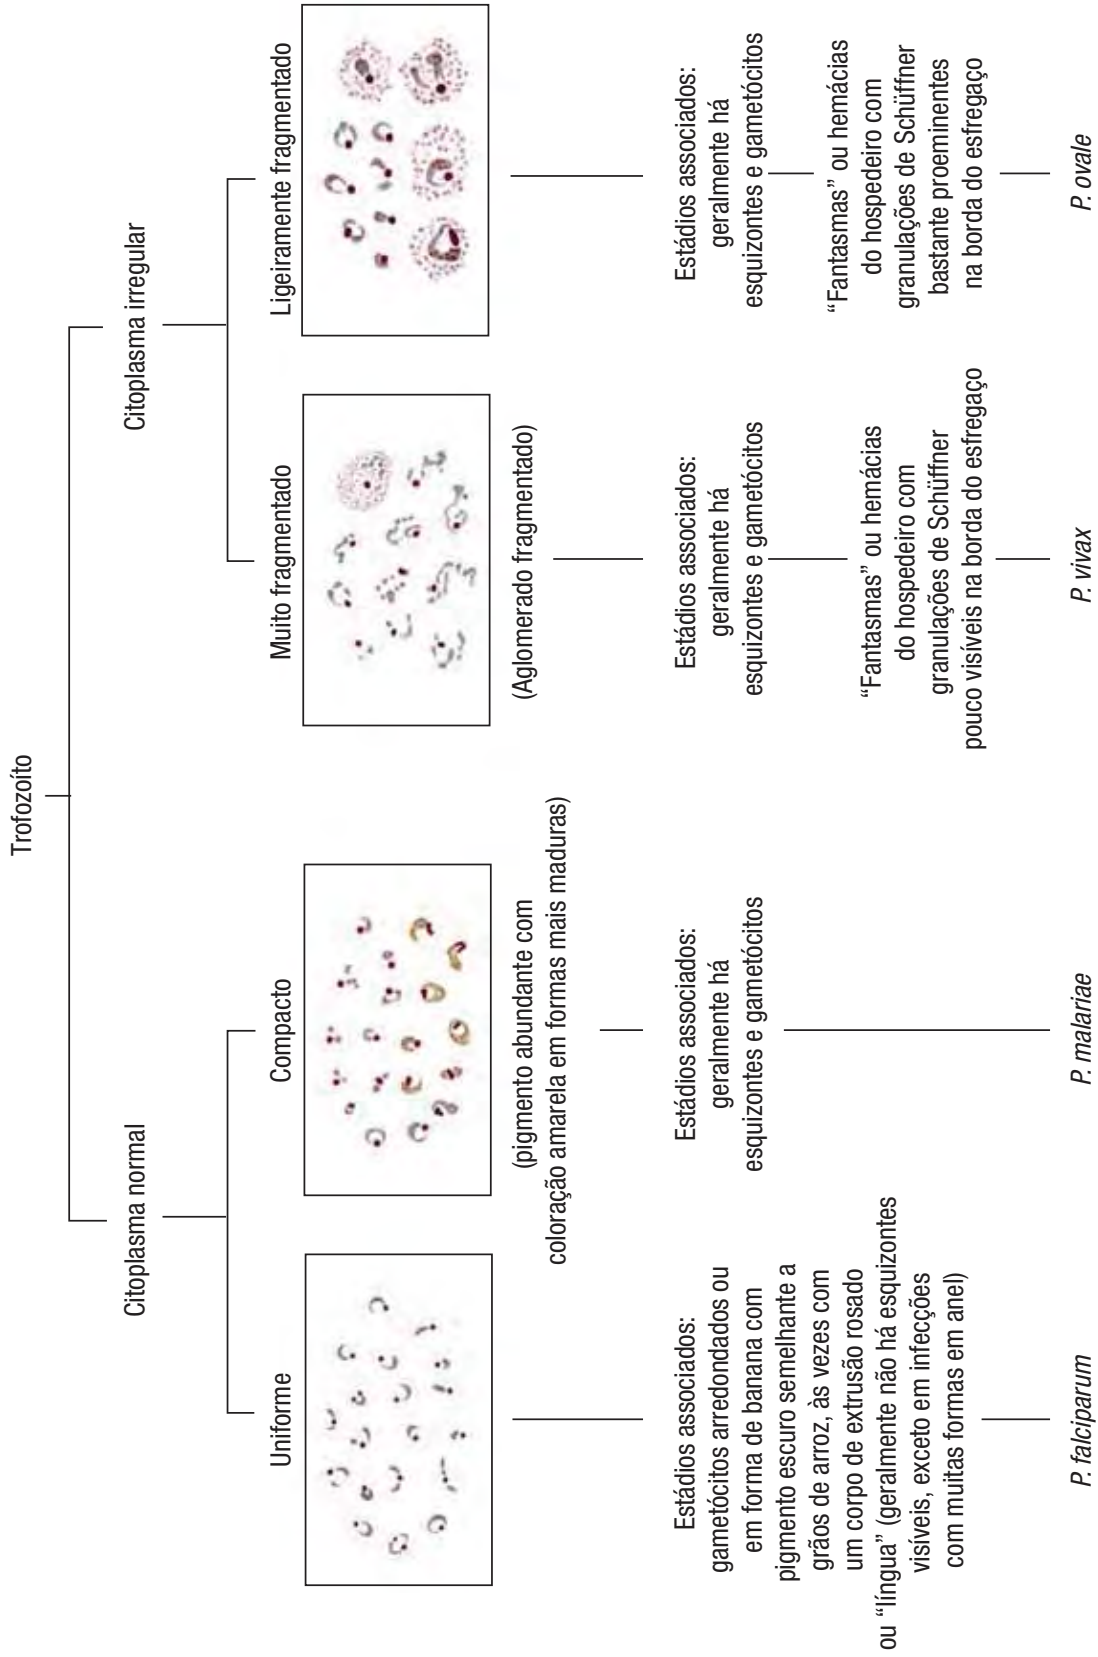 Trofozoíto
Citoplasma normal
Citoplasma irregular
Uniforme
Compacto
Muito fragmentado
Ligeiramente fragmentado
(pigmento abundante com
coloração amarela em formas mais maduras)
(Aglomerado fragmentado)
Estádios associados:
gametócitos arredondados ou
em forma de banana com
pigmento escuro semelhante a
grãos de arroz, às vezes com
um corpo de extrusão rosado
ou “língua” (geralmente não há esquizontes
visíveis, exceto em infecções
com muitas formas em anel)
P. falciparum
Estádios associados:
geralmente há
esquizontes e gametócitos
P. malariae
Estádios associados:
geralmente há
esquizontes e gametócitos
“Fantasmas” ou hemácias
do hospedeiro com
granulações de Schüffner
pouco visíveis na borda do esfregaço
P. vivax
Estádios associados:
geralmente há
esquizontes e gametócitos
“Fantasmas” ou hemácias
do hospedeiro com
granulações de Schüffner
bastante proeminentes
na borda do esfregaço
P. ovale